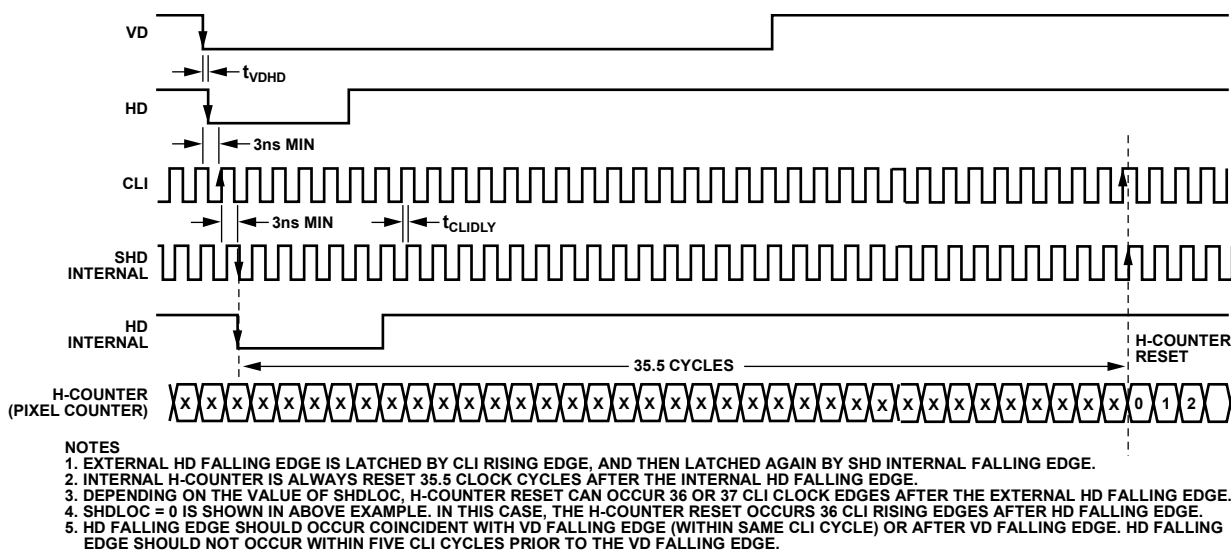 VD
tVDHD
HD
3ns MIN
CLI
3ns MIN
tCLIDLY
SHD
INTERNAL
HD
INTERNAL
H-COUNTER
RESET
35.5 CYCLES
H-COUNTER
(PIXEL COUNTER)
X X X X X X X X X X X X X X X X X X X X X X X X X X X X X X X X X X X X X 0 1 2
NOTES
1. EXTERNAL HD FALLING EDGE IS LATCHED BY CLI RISING EDGE, AND THEN LATCHED AGAIN BY SHD INTERNAL FALLING EDGE.
2. INTERNAL H-COUNTER IS ALWAYS RESET 35.5 CLOCK CYCLES AFTER THE INTERNAL HD FALLING EDGE.
3. DEPENDING ON THE VALUE OF SHDLOC, H-COUNTER RESET CAN OCCUR 36 OR 37 CLI CLOCK EDGES AFTER THE EXTERNAL HD FALLING EDGE.
4. SHDLOC = 0 IS SHOWN IN ABOVE EXAMPLE. IN THIS CASE, THE H-COUNTER RESET OCCURS 36 CLI RISING EDGES AFTER HD FALLING EDGE.
5. HD FALLING EDGE SHOULD OCCUR COINCIDENT WITH VD FALLING EDGE (WITHIN SAME CLI CYCLE) OR AFTER VD FALLING EDGE. HD FALLING
EDGE SHOULD NOT OCCUR WITHIN FIVE CLI CYCLES PRIOR TO THE VD FALLING EDGE.